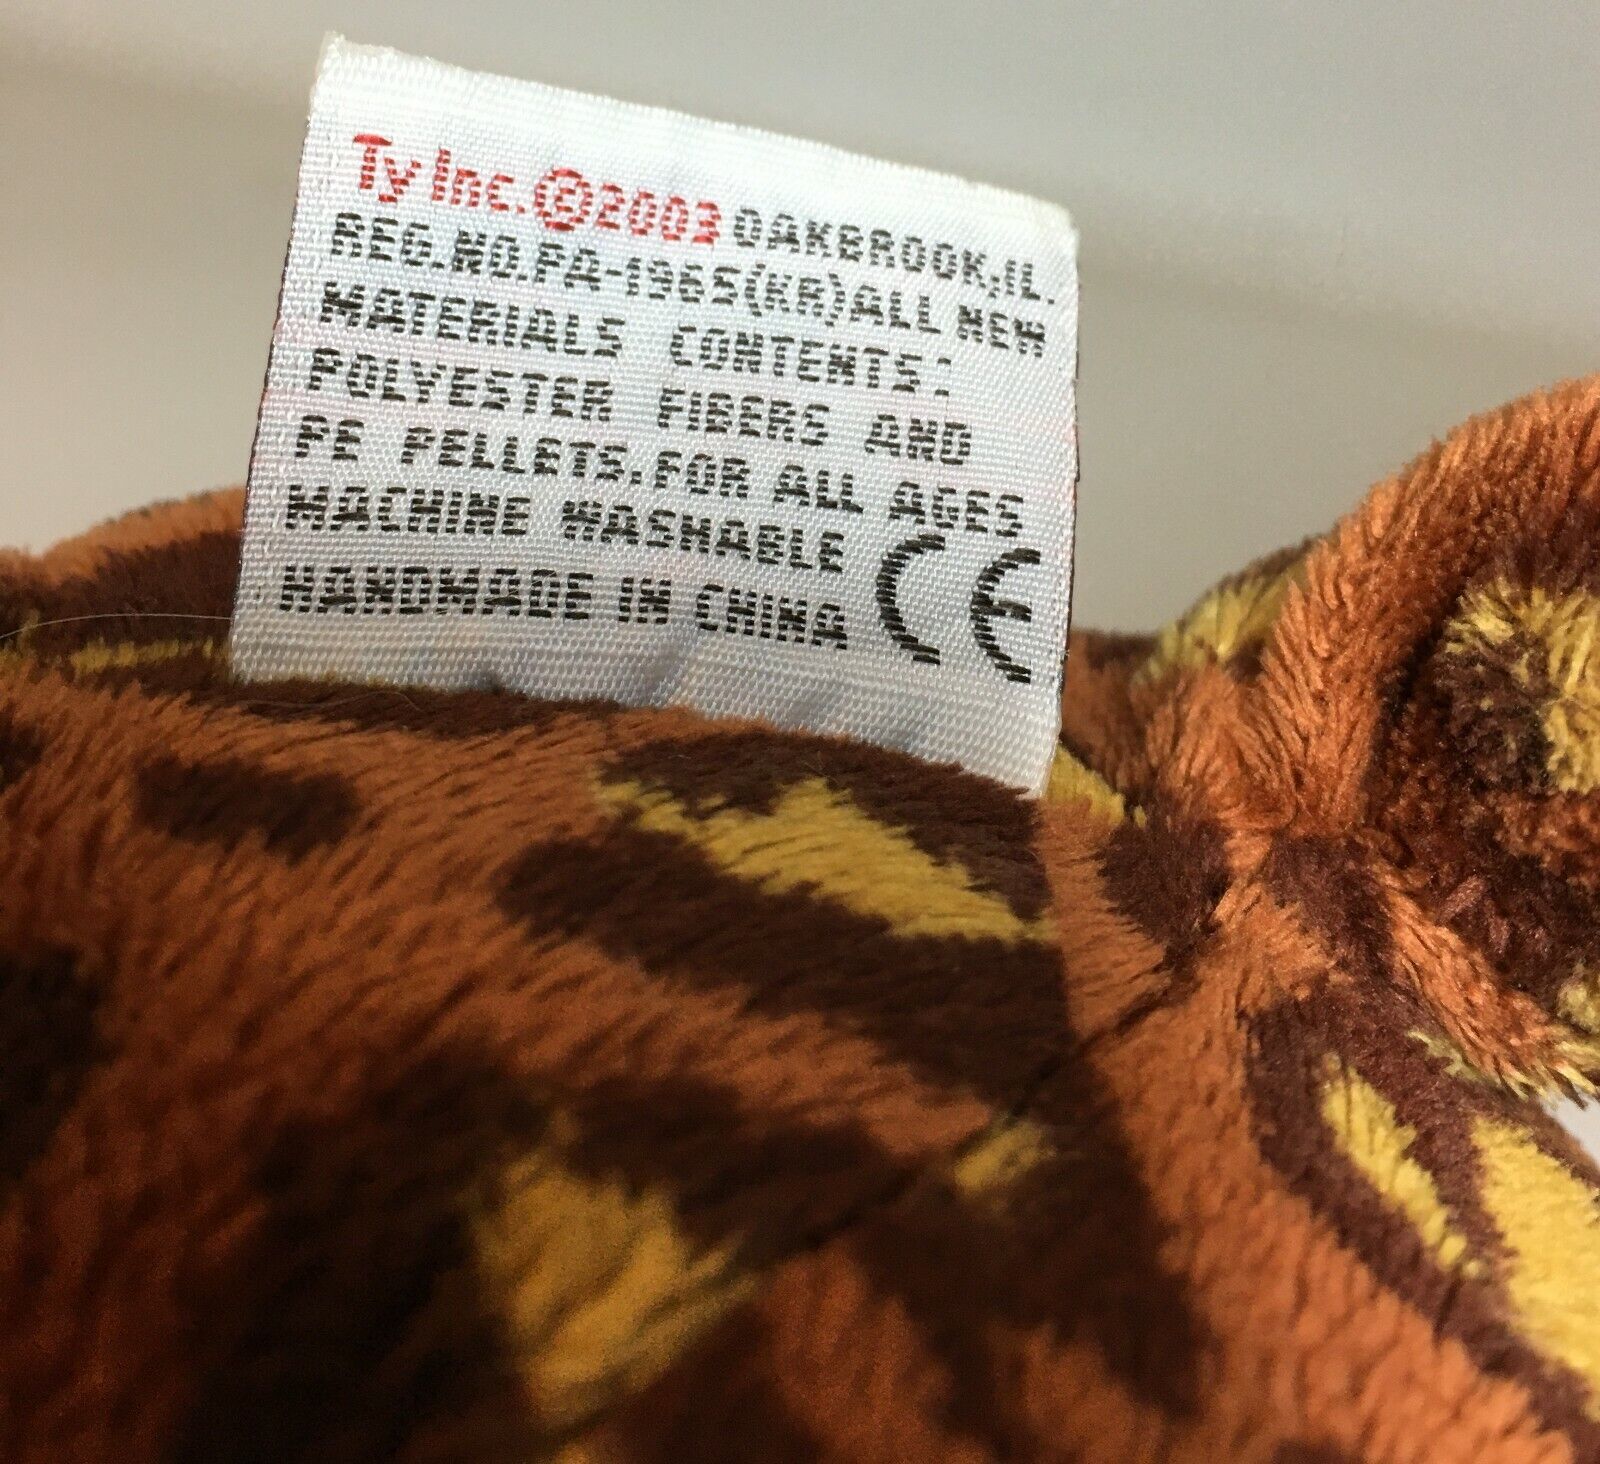 Ty Inc.Ⓟ2003 OAKBROOK,IL.
REG.NO.PA-1965(KR)ALL NEW
MATERIALS CONTENTS:
POLYESTER FIBERS AND
PE PELLETS.FOR ALL AGES
MACHINE WASHABLE
HANDMADE IN CHINA CE